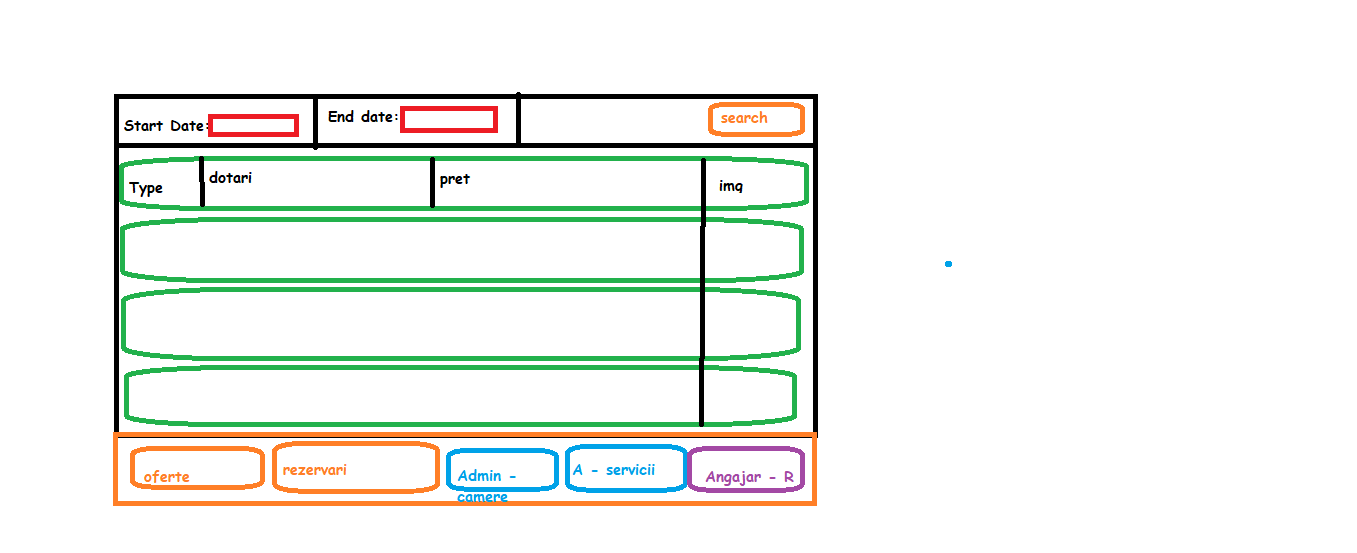 Start Date:
End date:
search
Type
dotari
pret
img
oferte
rezervari
Admin -
camere
A - servicii
Angajar - R